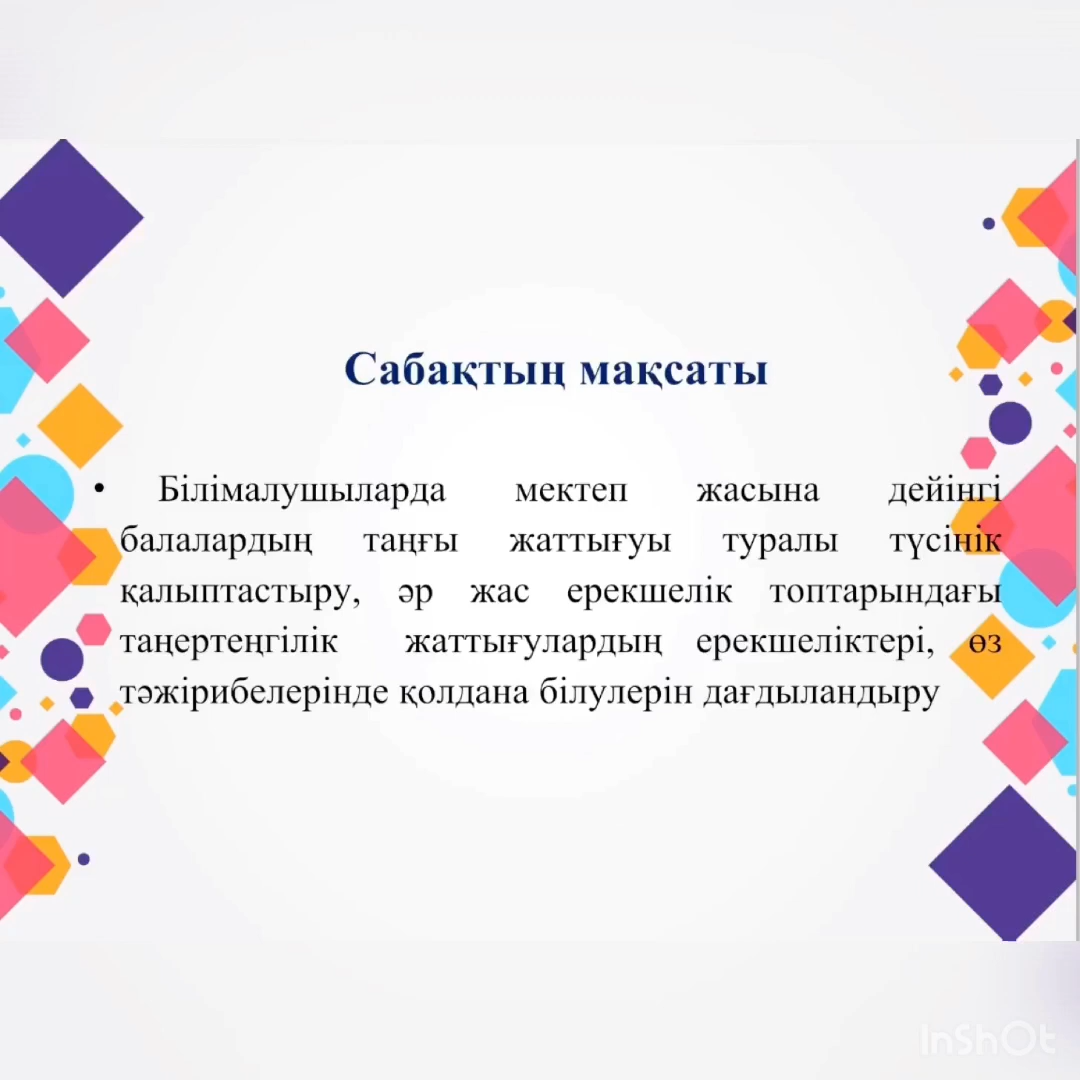 Сабақтың мақсаты
• Білімалушыларда мектеп жасына дейінгі
балалардың таңғы жаттығуы туралы түсінік
қалыптастыру, әр жас ерекшелік топтарындағы
таңертеңгілік жаттығулардың ерекшеліктері, өз
тәжірибелерінде қолдана білулерін дағдыландыру
InShOt